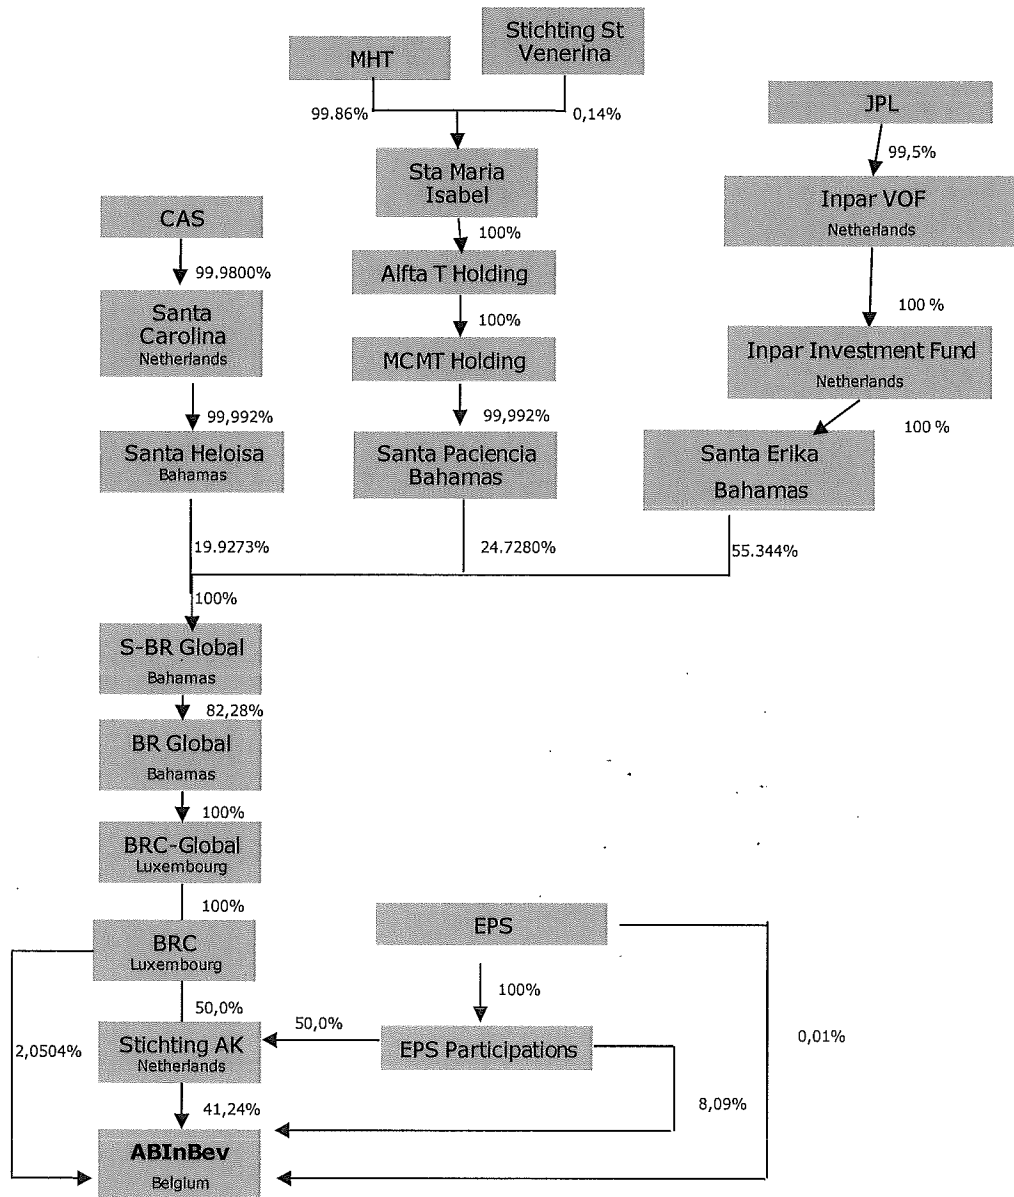 Stichting St
Venerina
MHT
99.86%
0,14%
JPL
99,5%
Sta Maria
Isabel
Inpar VOF
Netherlands
CAS
100%
99.9800%
Alfta T Holding
100%
100 %
Santa
Carolina
Netherlands
MCMT Holding
Inpar Investment Fund
Netherlands
99,992%
99,992%
100 %
Santa Heloisa
Bahamas
Santa Paciencia
Bahamas
Santa Erika
Bahamas
19.9273%
24.7280%
55.344%
100%
S-BR Global
Bahamas
82,28%
BR Global
Bahamas
100%
BRC-Global
Luxembourg
100%
EPS
BRC
Luxembourg
100%
50,0%
50,0%
0,01%
2,0504%
Stichting AK
Netherlands
EPS Participations
41,24%
8,09%
ABInBev
Belgium